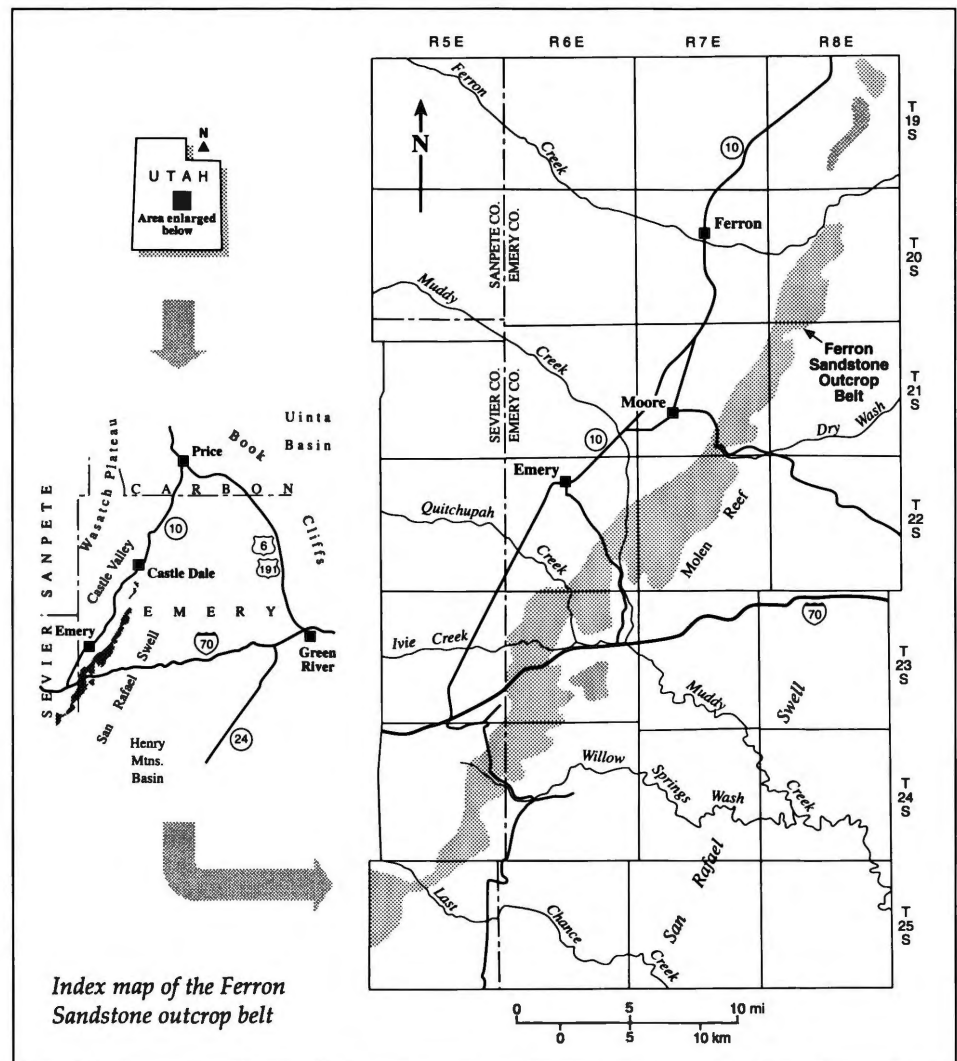 N
UTAH
Area enlarged
below
Uinta
Basin
Wasatch Plateau
Book
Cliffs
Price
CARBON
10
6
191
SEVIER SANPETE
Castle Valley
Castle Dale
EMERY
Emery
70
Green
River
San Rafael Swell
24
Henry
Mtns.
Basin
Index map of the Ferron
Sandstone outcrop belt
R5E R6E R7E R8E
T
19
S
T
20
S
T
21
S
T
22
S
T
23
S
T
24
S
T
25
S
N
Ferron
Creek
10
Ferron
SANPETE CO.
EMERY CO.
Muddy
Creek
Ferron
Sandstone
Outcrop
Belt
SEVIER CO.
EMERY CO.
Moore
Dry Wash
10
Emery
Quitchupah
Creek
Molen Reef
Ivie Creek
70
Muddy
Creek
Willow
Springs
Wash
San Rafael Swell
Last
Chance
Creek
0 5 10 mi
0 5 10 km